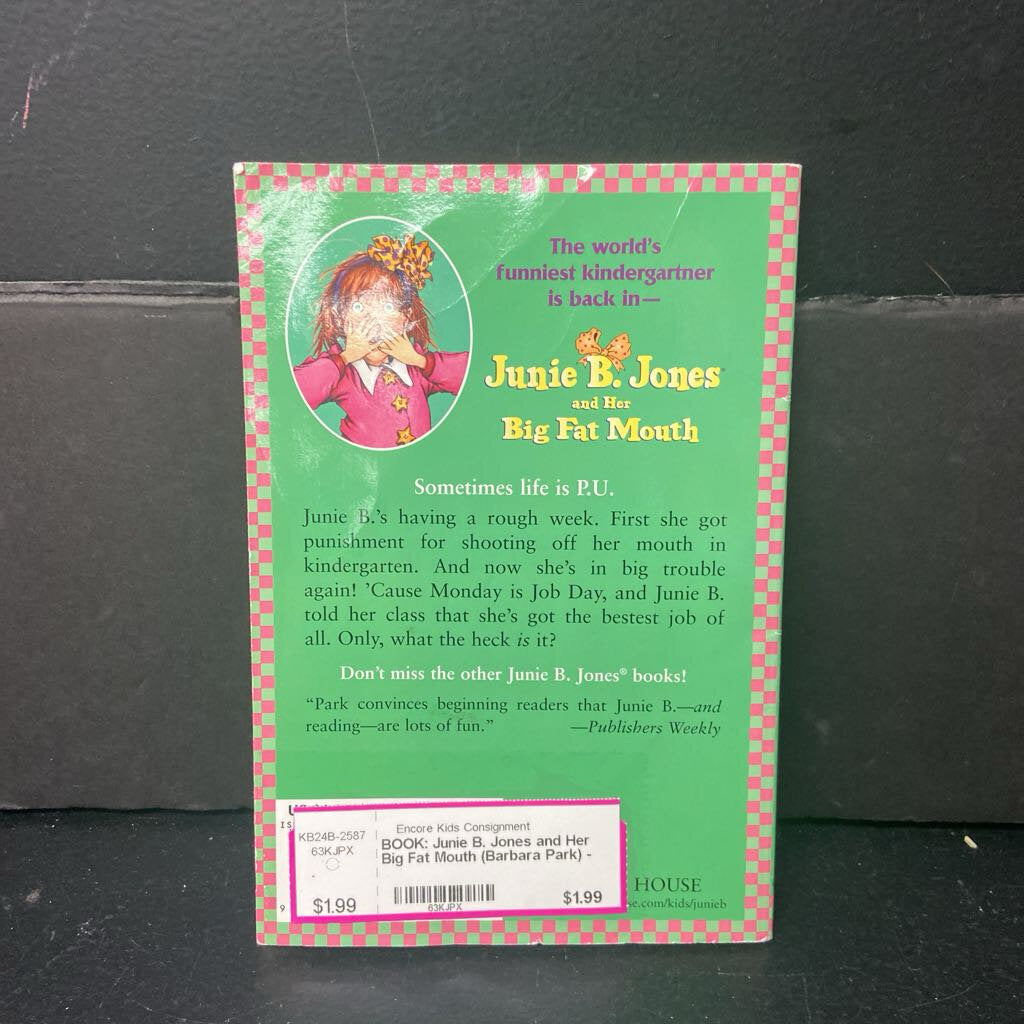 The world's
funniest kindergartner
is back in—
Junie B. Jones
and Her
Big Fat Mouth
Sometimes life is P.U.
Junie B.'s having a rough week. First she got
punishment for shooting off her mouth in
kindergarten. And now she's in big trouble
again! 'Cause Monday is Job Day, and Junie B.
told her class that she's got the bestest job of
all. Only, what the heck is it?
Don't miss the other Junie B. Jones® books!
"Park convinces beginning readers that Junie B.—and
reading—are lots of fun." —Publishers Weekly
KB24B-2587
63KJPX
$1.99
Encore Kids Consignment
BOOK: Junie B. Jones and Her
Big Fat Mouth (Barbara Park) -
63KJPX
$1.99
9
HOUSE
se.com/kids/junieb